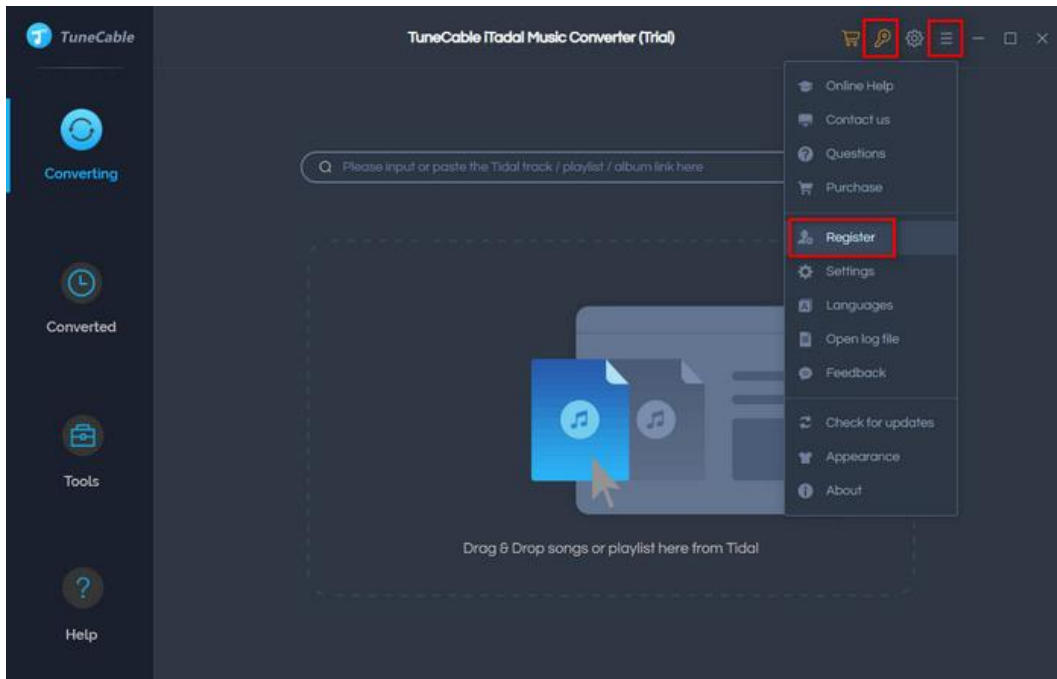 TuneCable
TuneCable iTadal Music Converter (Trial)
Converting
Converted
Tools
Help
Please input or paste the Tidal track / playlist / album link here
Drag & Drop songs or playlist here from Tidal
Online Help
Contact us
Questions
Purchase
Register
Settings
Languages
Open log file
Feedback
Check for updates
Appearance
About